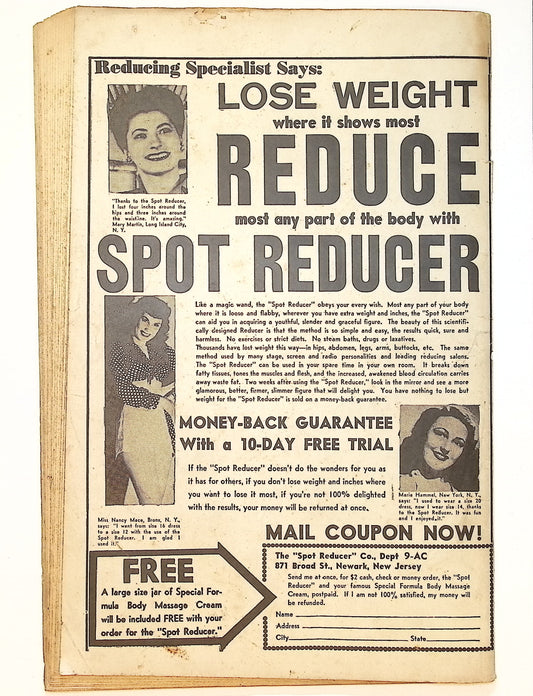 Reducing Specialist Says:
LOSE WEIGHT
where it shows most
REDUCE
most any part of the body with
SPOT REDUCER
"Thanks to the Spot Reducer,
I lost four inches around the
hips and three inches around
the waistline. It's amazing."
Mary Martin, Long Island City,
N. Y.
Like a magic wand, the "Spot Reducer" obeys your every wish. Most any part of your body
where it is loose and flabby, wherever you have extra weight and inches, the "Spot Reducer"
can aid you in acquiring a youthful, slender and graceful figure. The beauty of this scientifi-
cally designed Reducer is that the method is so simple and easy, the results quick, sure and
harmless. No exercises or strict diets. No steam baths, drugs or laxatives.
Thousands have lost weight this way—in hips, abdomen, legs, arms, buttocks, etc. The same
method used by many stage, screen and radio personalities and leading reducing salons.
The "Spot Reducer" can be used in your spare time in your own room. It breaks down
fatty tissues, tones the muscles and flesh, and the increased, awakened blood circulation carries
away waste fat. Two weeks after using the "Spot Reducer," look in the mirror and see a more
glamorous, better, firmer, slimmer figure that will delight you. You have nothing to lose but
weight for the "Spot Reducer" is sold on a money-back guarantee.
MONEY-BACK GUARANTEE
With a 10-DAY FREE TRIAL
If the "Spot Reducer" doesn't do the wonders for you as
it has for others, if you don't lose weight and inches where
you want to lose it most, if you're not 100% delighted
with the results, your money will be returned at once.
Miss Nancy Mace, Bronx, N. Y.,
says: "I went from size 16 dress
to a size 12 with the use of the
Spot Reducer. I am glad I
used it."
Marie Hammel, New York, N. Y.,
says: "I used to wear a size 20
dress, now I wear size 14, thanks
to the Spot Reducer. It was fun
and I enjoyed it."
MAIL COUPON NOW!
FREE
A large size jar of Special For-
mula Body Massage Cream
will be included FREE with your
order for the "Spot Reducer."
The "Spot Reducer" Co., Dept 9-AC
871 Broad St., Newark, New Jersey
Send me at once, for $2 cash, check or money order, the "Spot
Reducer" and your famous Special Formula Body Massage
Cream, postpaid. If I am not 100% satisfied, my money will
be refunded.
Name
Address
City State